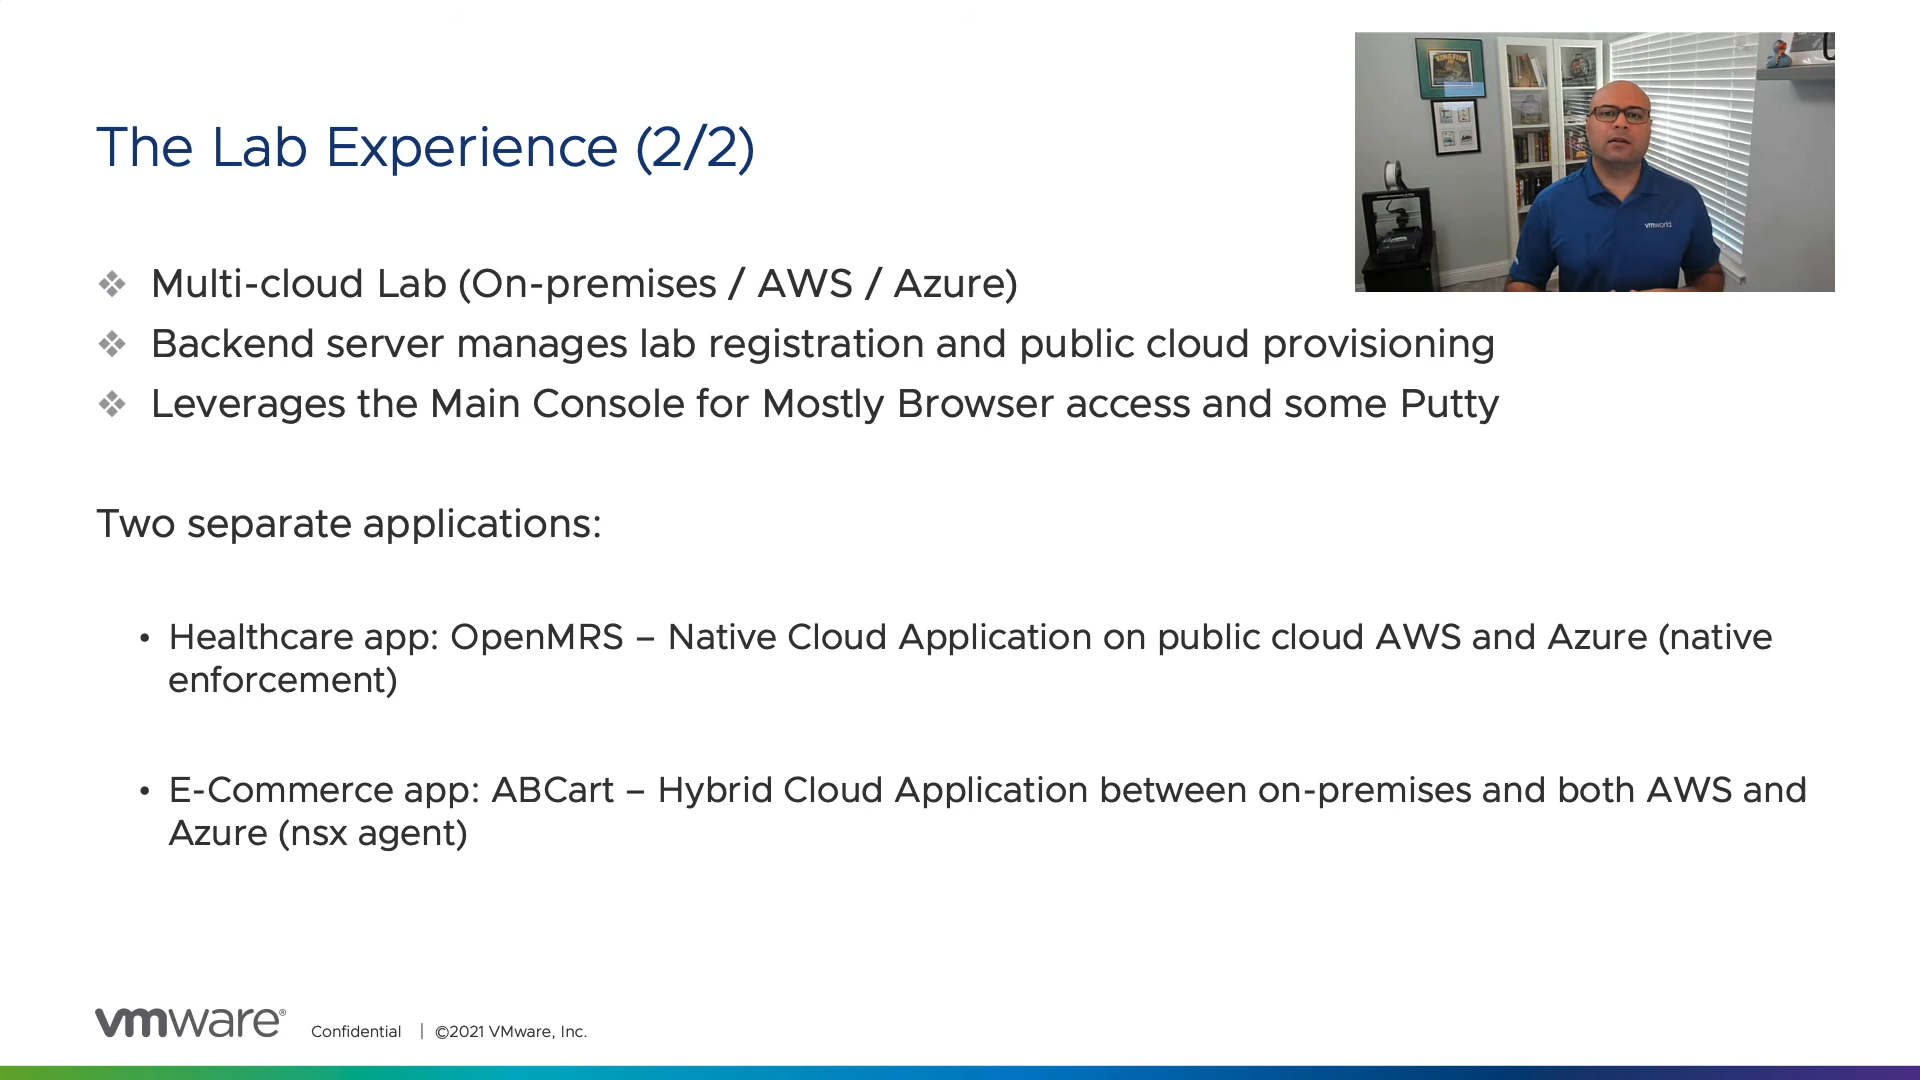 The Lab Experience (2/2)
KING FISH
vmworld
❖ Multi-cloud Lab (On-premises / AWS / Azure)
❖ Backend server manages lab registration and public cloud provisioning
❖ Leverages the Main Console for Mostly Browser access and some Putty
Two separate applications:
• Healthcare app: OpenMRS – Native Cloud Application on public cloud AWS and Azure (native
enforcement)
• E-Commerce app: ABCart – Hybrid Cloud Application between on-premises and both AWS and
Azure (nsx agent)
vmware® Confidential | ©2021 VMware, Inc.